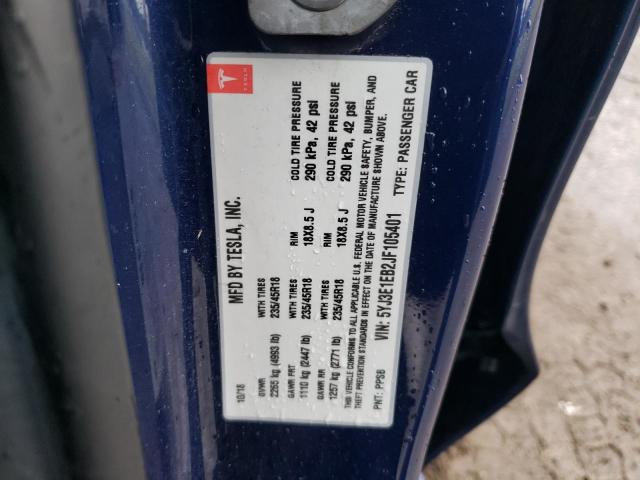 TESLA
MFD BY TESLA, INC.
10/18
GVWR
2265 kg (4993 lb)
WITH TIRES
235/45R18
COLD TIRE PRESSURE
290 kPa, 42 psi
GAWR FRT
1110 kg (2447 lb)
WITH TIRES
235/45R18
RIM
18X8.5 J
COLD TIRE PRESSURE
290 kPa, 42 psi
GAWR RR
1257 kg (2771 lb)
WITH TIRES
235/45R18
RIM
18X8.5 J
COLD TIRE PRESSURE
290 kPa, 42 psi
THIS VEHICLE CONFORMS TO ALL APPLICABLE U.S. FEDERAL MOTOR VEHICLE SAFETY, BUMPER, AND
THEFT PREVENTION STANDARDS IN EFFECT ON THE DATE OF MANUFACTURE SHOWN ABOVE.
VIN: 5YJ3E1EB2JF105401
TYPE: PASSENGER CAR
PNT: PPSB